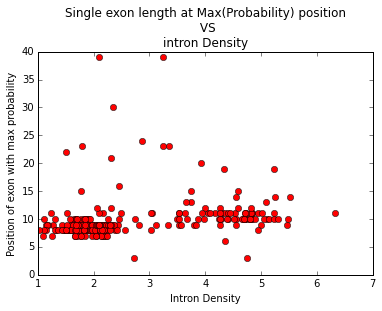 Single exon length at Max(Probability) position
VS
intron Density
Position of exon with max probability
40
35
30
25
20
15
10
5
0
1 2 3 4 5 6 7
Intron Density